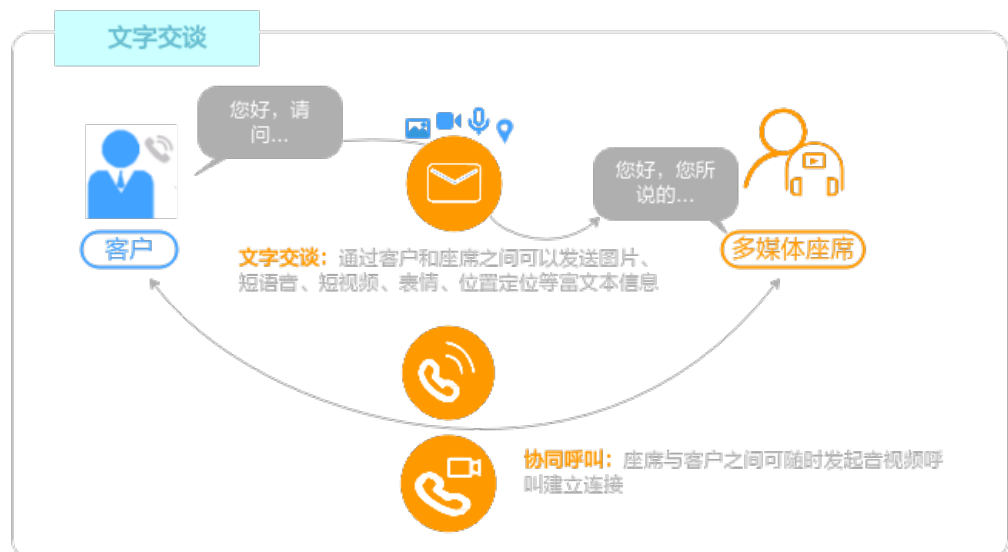 文字交谈
您好，请
问...
您好，您所
说的...
客户
多媒体座席
文字交谈：通过客户和座席之间可以发送图片、
短语音、短视频、表情、位置定位等富文本信息
协同呼叫：座席与客户之间可随时发起音视频呼
叫建立连接